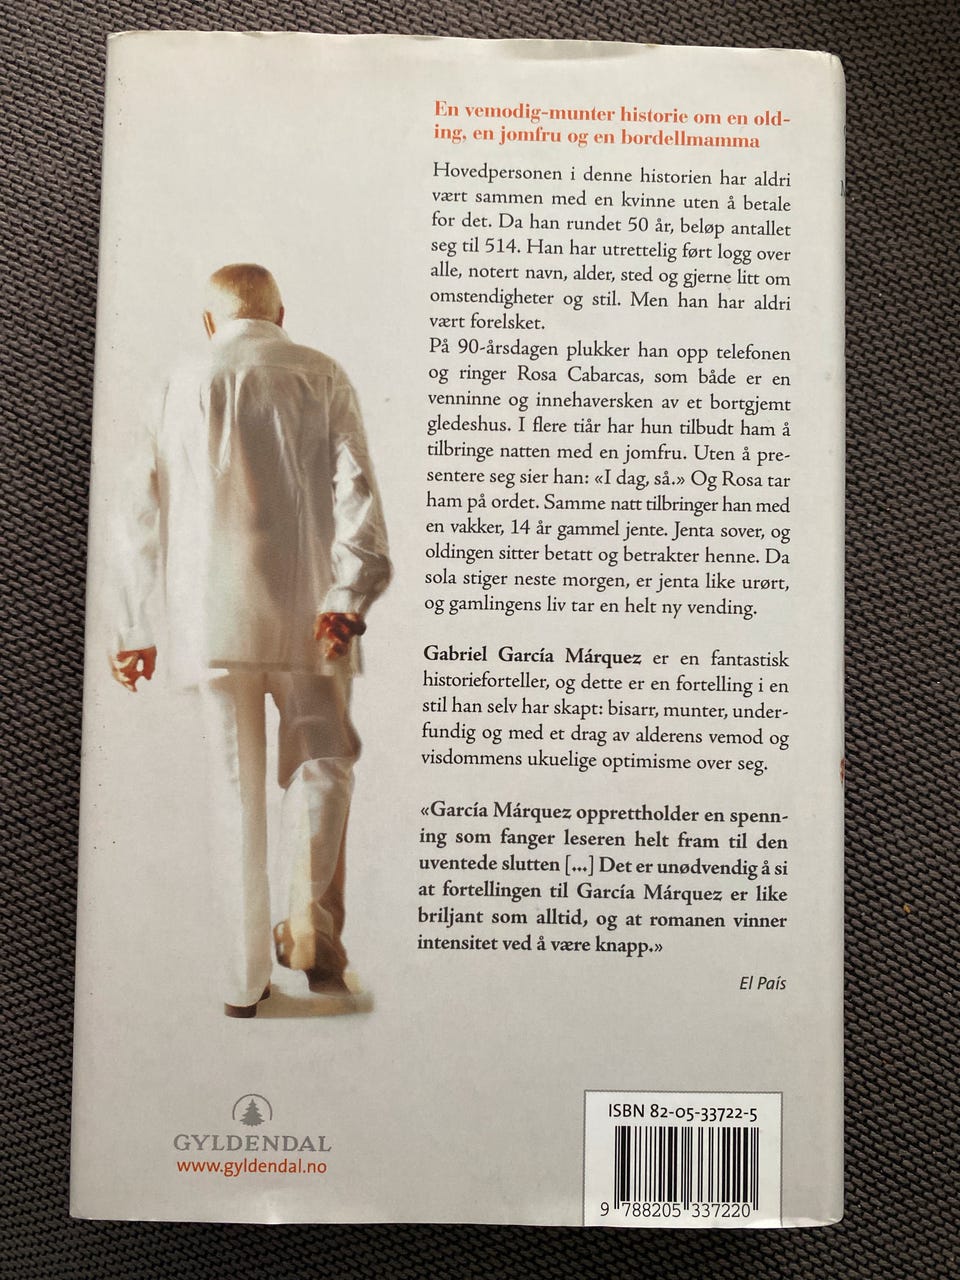 En vemodig-munter historie om en old-
ing, en jomfru og en bordellmamma
Hovedpersonen i denne historien har aldri
vært sammen med en kvinne uten å betale
for det. Da han rundet 50 år, beløp antallet
seg til 514. Han har utrettelig ført logg over
alle, notert navn, alder, sted og gjerne litt om
omstendigheter og stil. Men han har aldri
vært forelsket.
På 90-årsdagen plukker han opp telefonen
og ringer Rosa Cabarcas, som både er en
venninne og innehaversken av et bortgjemt
gledeshus. I flere tiår har hun tilbudt ham å
tilbringe natten med en jomfru. Uten å pre-
sentere seg sier han: «I dag, så.» Og Rosa tar
ham på ordet. Samme natt tilbringer han med
en vakker, 14 år gammel jente. Jenta sover, og
oldingen sitter betatt og betrakter henne. Da
sola stiger neste morgen, er jenta like urørt,
og gamlingens liv tar en helt ny vending.
Gabriel García Márquez er en fantastisk
historieforteller, og dette er en fortelling i en
stil han selv har skapt: bisarr, munter, under-
fundig og med et drag av alderens vemod og
visdommens ukuelige optimisme over seg.
«García Márquez opprettholder en spenn-
ing som fanger leseren helt fram til den
uventede slutten [...] Det er unødvendig å si
at fortellingen til García Márquez er like
briljant som alltid, og at romanen vinner
intensitet ved å være knapp.»
El País
GYLDENDAL
www.gyldendal.no
ISBN 82-05-33722-5
9 788205 337220